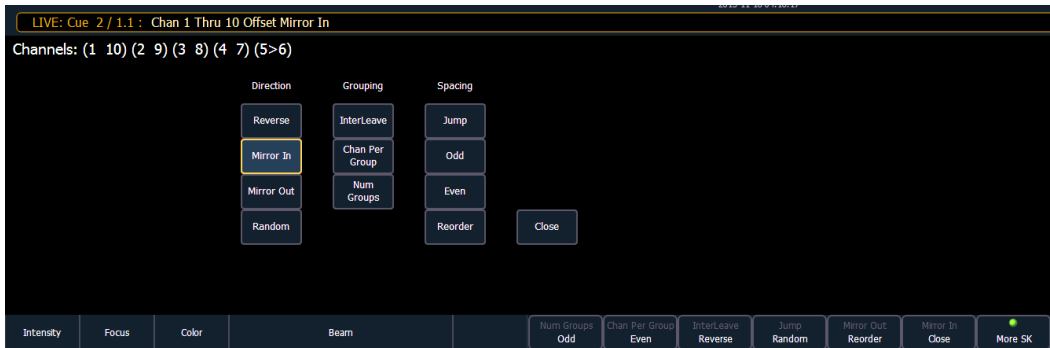 LIVE: Cue 2 / 1.1 : Chan 1 Thru 10 Offset Mirror In
Channels: (1 10) (2 9) (3 8) (4 7) (5>6)
Direction Grouping Spacing
Reverse InterLeave Jump
Mirror In Chan Per Group Odd
Mirror Out Num Groups Even
Random Reorder Close
Intensity Focus Color Beam
Num Groups Chan Per Group InterLeave Jump Mirror Out Mirror In
Odd Even Reverse Random Reorder Close More SK